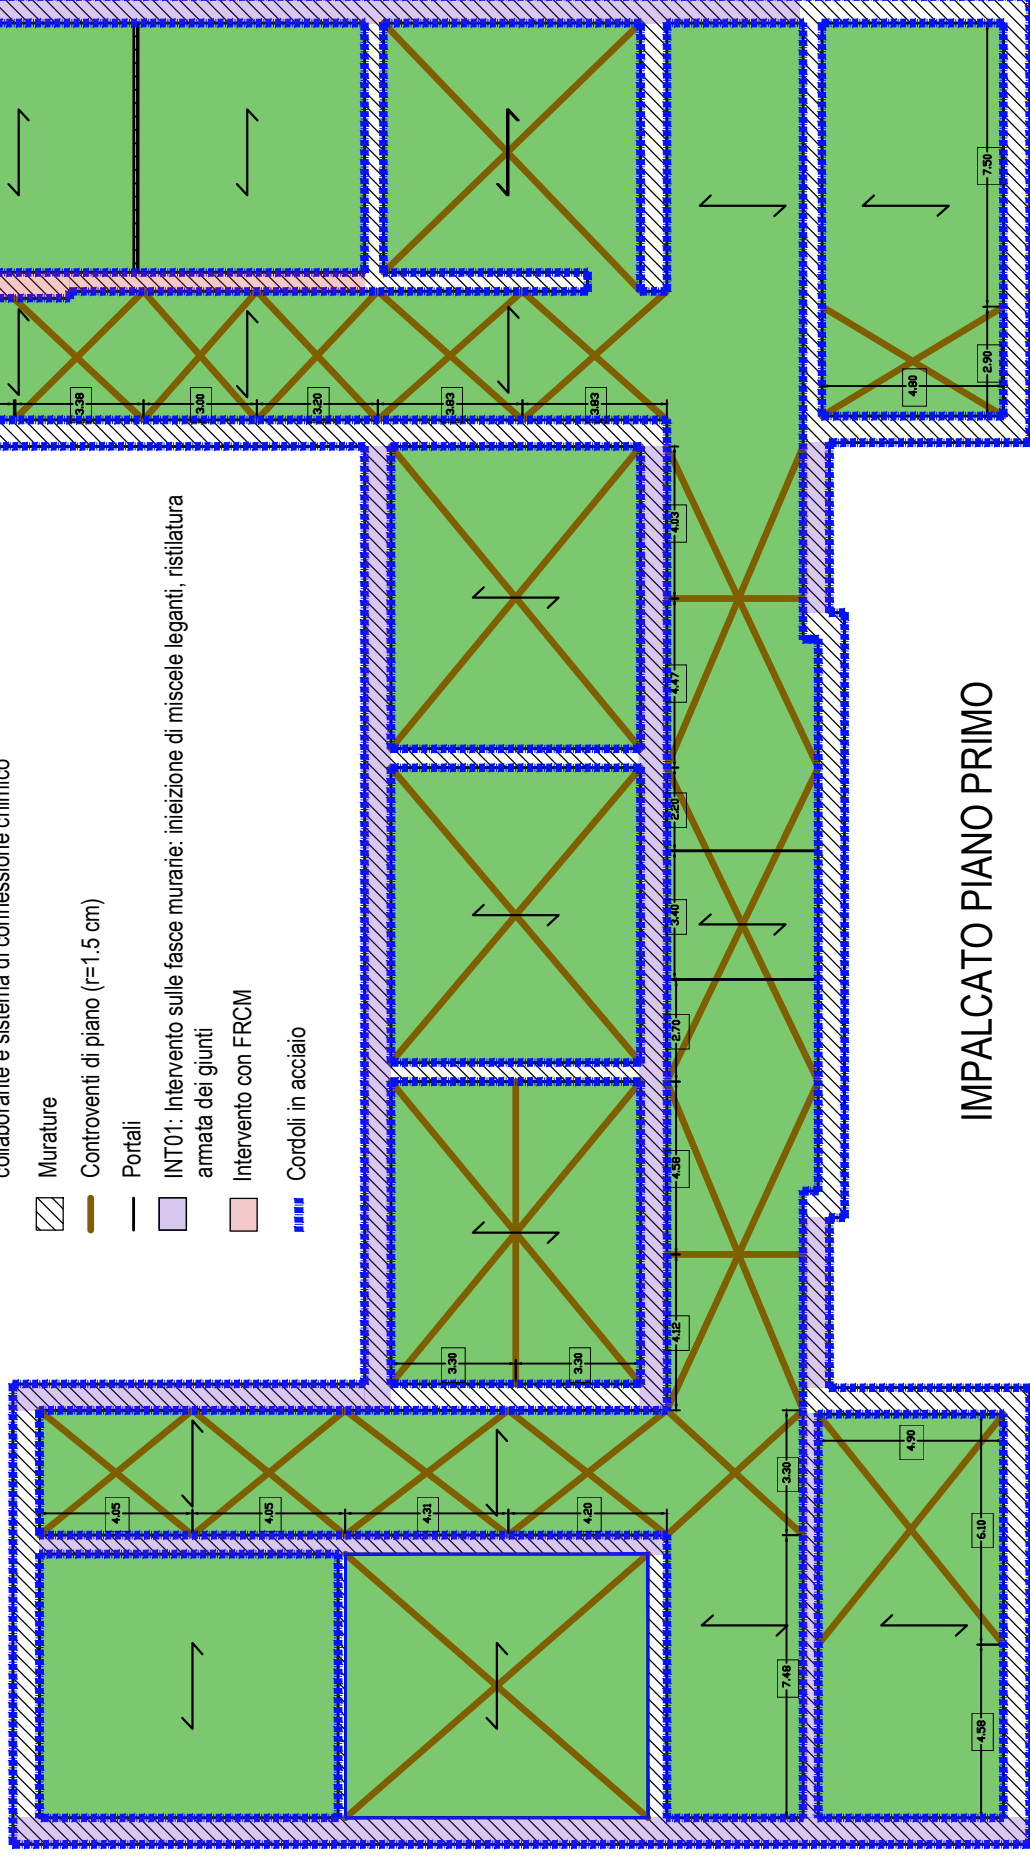 collaborante e sistema di connessione chimico
Murature
Controventi di piano (r=1.5 cm)
Portali
INT01: Intervento sulle fasce murarie: inieizione di miscele leganti, ristilatura
armata dei giunti
Intervento con FRCM
Cordoli in acciaio
4.05
4.05
4.31
4.20
3.30
7.48
4.90
6.10
4.58
3.30
3.30
4.12
4.58
2.70
3.40
2.20
4.47
4.03
3.38
3.00
3.20
3.83
3.83
4.80
2.90
7.50
IMPALCATO PIANO PRIMO